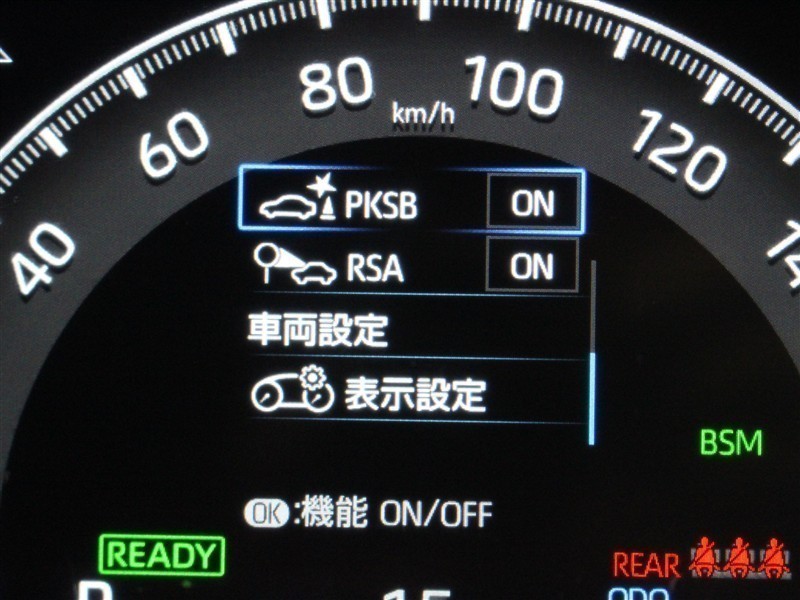 40
60
80
100
120
km/h
PKSB ON
RSA ON
車両設定
表示設定
BSM
OK:機能 ON/OFF
READY
REAR